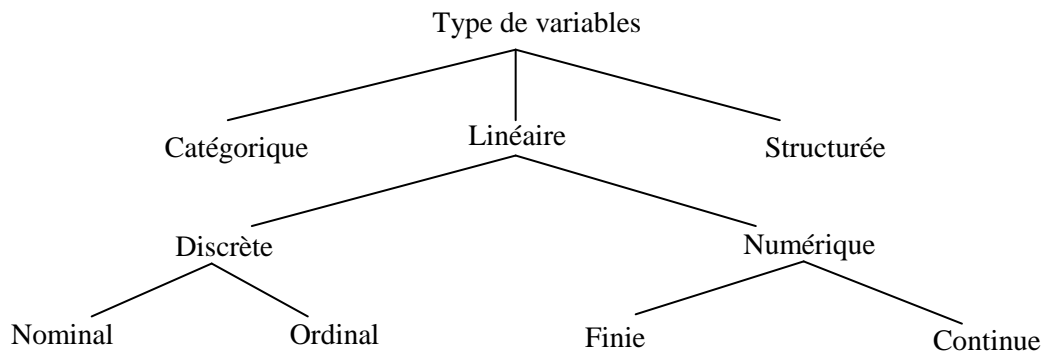 Type de variables
Catégorique
Linéaire
Structurée
Discrète
Numérique
Nominal
Ordinal
Finie
Continue